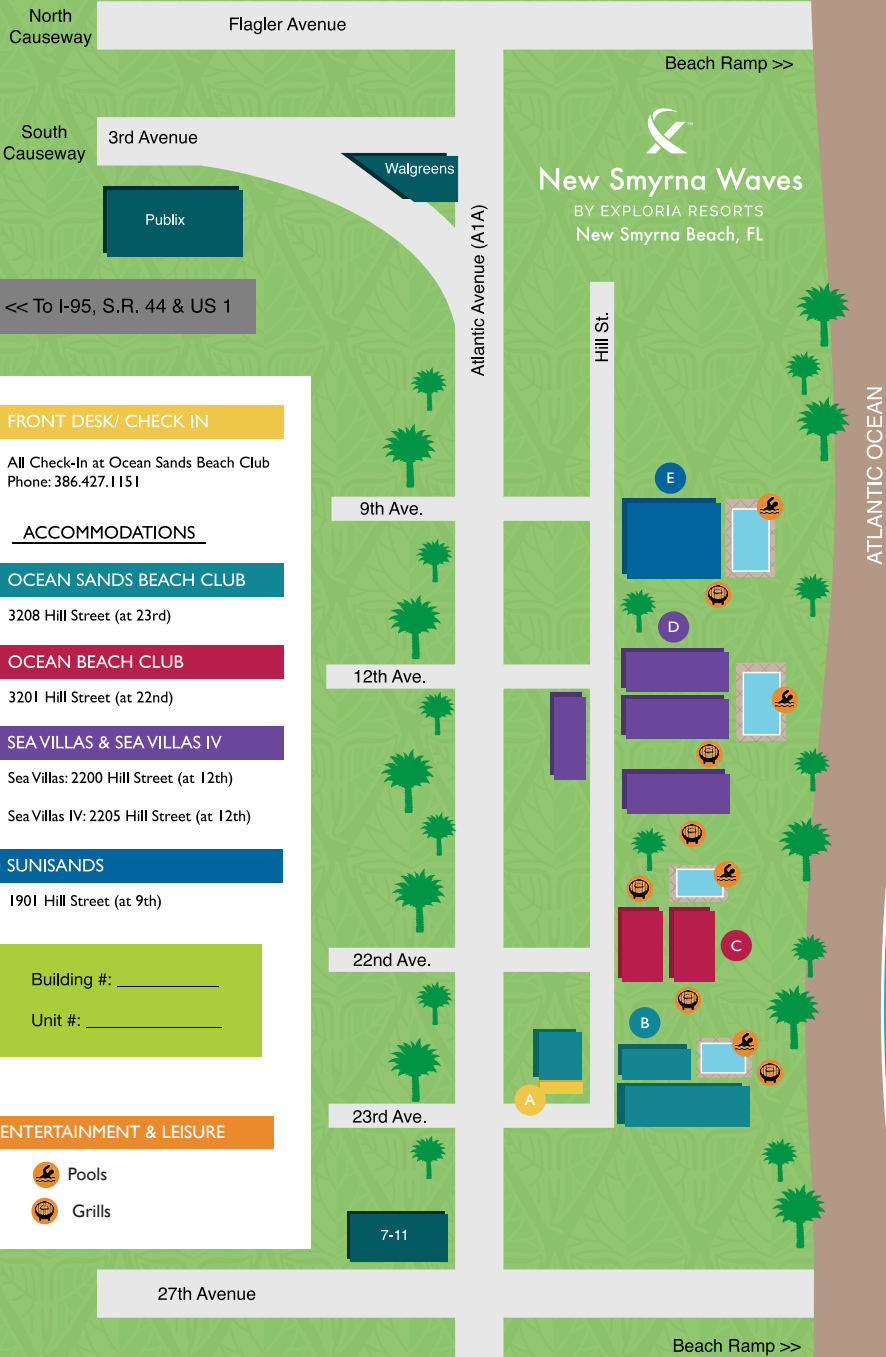 North
Causeway
Flagler Avenue
Beach Ramp >>
South
Causeway
3rd Avenue
Walgreens
Publix
New Smyrna Waves
BY EXPLORIA RESORTS
New Smyrna Beach, FL
Atlantic Avenue (A1A)
<< To I-95, S.R. 44 & US 1
Hill St.
ATLANTIC OCEAN
FRONT DESK/ CHECK IN
All Check-In at Ocean Sands Beach Club
Phone: 386.427.1151
ACCOMMODATIONS
OCEAN SANDS BEACH CLUB
3208 Hill Street (at 23rd)
OCEAN BEACH CLUB
3201 Hill Street (at 22nd)
SEA VILLAS & SEA VILLAS IV
Sea Villas: 2200 Hill Street (at 12th)
Sea Villas IV: 2205 Hill Street (at 12th)
SUNISANDS
1901 Hill Street (at 9th)
Building #: ___________
Unit #: _______________
ENTERTAINMENT & LEISURE
Pools
Grills
E
9th Ave.
D
12th Ave.
C
22nd Ave.
B
A
23rd Ave.
7-11
27th Avenue
Beach Ramp >>